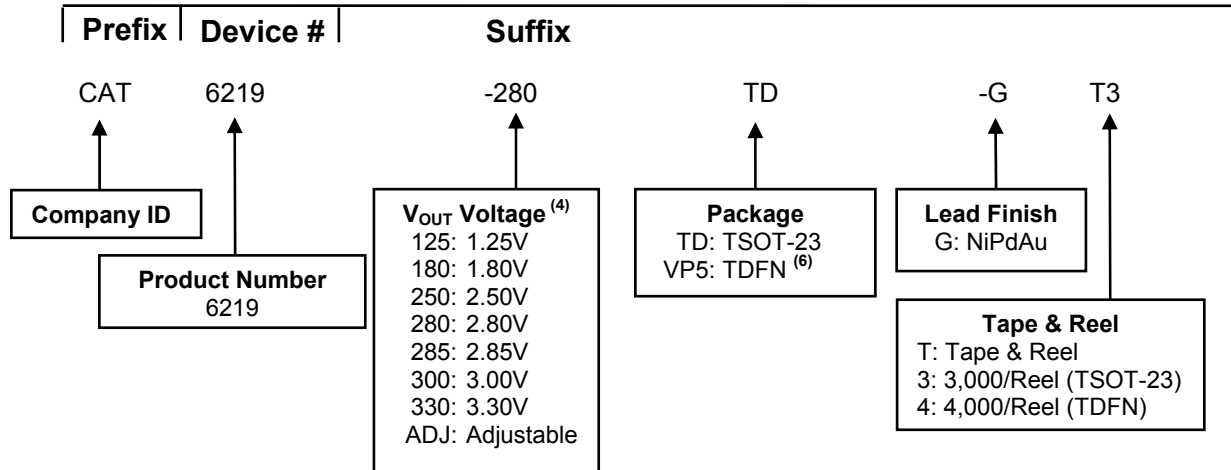 Prefix Device # Suffix
CAT 6219 -280 TD -G T3
Company ID
Product Number
6219
VOUT Voltage (4)
125: 1.25V
180: 1.80V
250: 2.50V
280: 2.80V
285: 2.85V
300: 3.00V
330: 3.30V
ADJ: Adjustable
Package
TD: TSOT-23
VP5: TDFN (6)
Lead Finish
G: NiPdAu
Tape & Reel
T: Tape & Reel
3: 3,000/Reel (TSOT-23)
4: 4,000/Reel (TDFN)